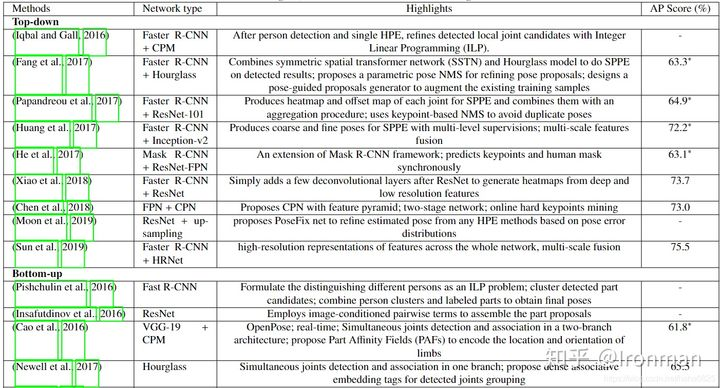 Methods Network type Highlights AP Score (%)
Top-down
(Iqbal and Gall, 2016) Faster R-CNN After person detection and single HPE, refines detected local joint candidates with Integer -
+ CPM Linear Programming (ILP).
(Fang et al., 2017) Faster R-CNN Combines symmetric spatial transformer network (SSTN) and Hourglass model to do SPPE 63.3*
+ Hourglass on detected results; proposes a parametric pose NMS for refining pose proposals; designs a
pose-guided proposals generator to augment the existing training samples
(Papandreou et al., 2017) Faster R-CNN Produces heatmap and offset map of each joint for SPPE and combines them with an 64.9*
+ ResNet-101 aggregation procedure; uses keypoint-based NMS to avoid duplicate poses
(Huang et al., 2017) Faster R-CNN Produces coarse and fine poses for SPPE with multi-level supervisions; multi-scale features 72.2*
+ Inception-v2 fusion
(He et al., 2017) Mask R-CNN An extension of Mask R-CNN framework; predicts keypoints and human mask 63.1*
+ ResNet-FPN synchronously
(Xiao et al., 2018) Faster R-CNN Simply adds a few deconvolutional layers after ResNet to generate heatmaps from deep and 73.7
+ ResNet low resolution features
(Chen et al., 2018) FPN + CPN Proposes CPN with feature pyramid; two-stage network; online hard keypoints mining 73.0
(Moon et al., 2019) ResNet + up- proposes PoseFix net to refine estimated pose from any HPE methods based on pose error -
sampling distributions
(Sun et al., 2019) Faster R-CNN high-resolution representations of features across the whole network, multi-scale fusion 75.5
+ HRNet
Bottom-up
(Pishchulin et al., 2016) Fast R-CNN Formulate the distinguishing different persons as an ILP problem; cluster detected part -
candidates; combine person clusters and labeled parts to obtain final poses
(Insafutdinov et al., 2016) ResNet Employs image-conditioned pairwise terms to assemble the part proposals -
(Cao et al., 2016) VGG-19 + OpenPose; real-time; Simultaneous joints detection and association in a two-branch 61.8*
CPM architecture; propose Part Affinity Fields (PAFs) to encode the location and orientation of
limbs
(Newell et al., 2017) Hourglass Simultaneous joints detection and association in one branch; propose dense associative 65.5
embedding tags for detected joints grouping
知乎 @Ironman